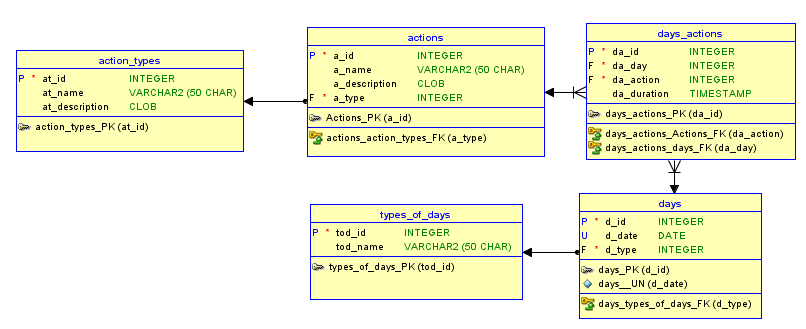 action_types
P * at_id INTEGER
at_name VARCHAR2 (50 CHAR)
at_description CLOB
action_types_PK (at_id)
actions
P * a_id INTEGER
a_name VARCHAR2 (50 CHAR)
a_description CLOB
F * a_type INTEGER
Actions_PK (a_id)
actions_action_types_FK (a_type)
days_actions
P * da_id INTEGER
F * da_day INTEGER
F * da_action INTEGER
da_duration TIMESTAMP
days_actions_PK (da_id)
days_actions_Actions_FK (da_action)
days_actions_days_FK (da_day)
types_of_days
P * tod_id INTEGER
tod_name VARCHAR2 (50 CHAR)
types_of_days_PK (tod_id)
days
P * d_id INTEGER
U d_date DATE
F * d_type INTEGER
days_PK (d_id)
days__UN (d_date)
days_types_of_days_FK (d_type)